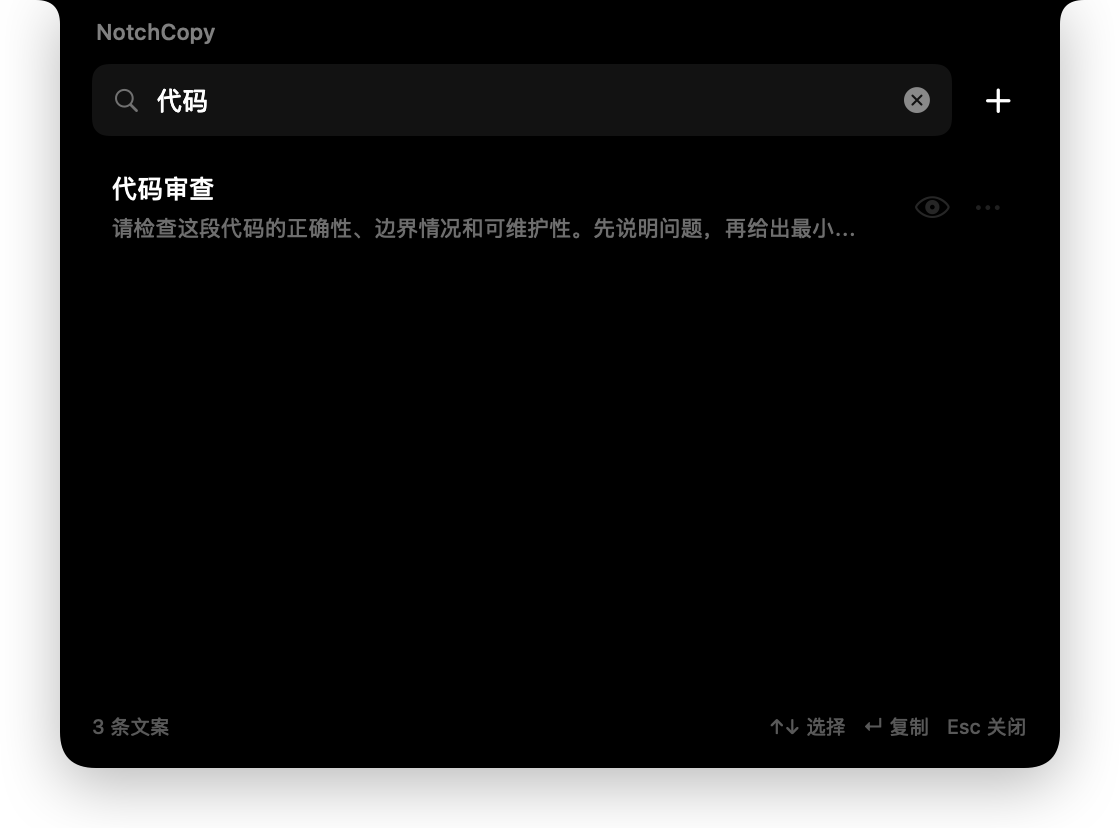 NotchCopy
代码
代码审查
请检查这段代码的正确性、边界情况和可维护性。先说明问题，再给出最小…
3 条文案
↑↓ 选择 ↵ 复制 Esc 关闭